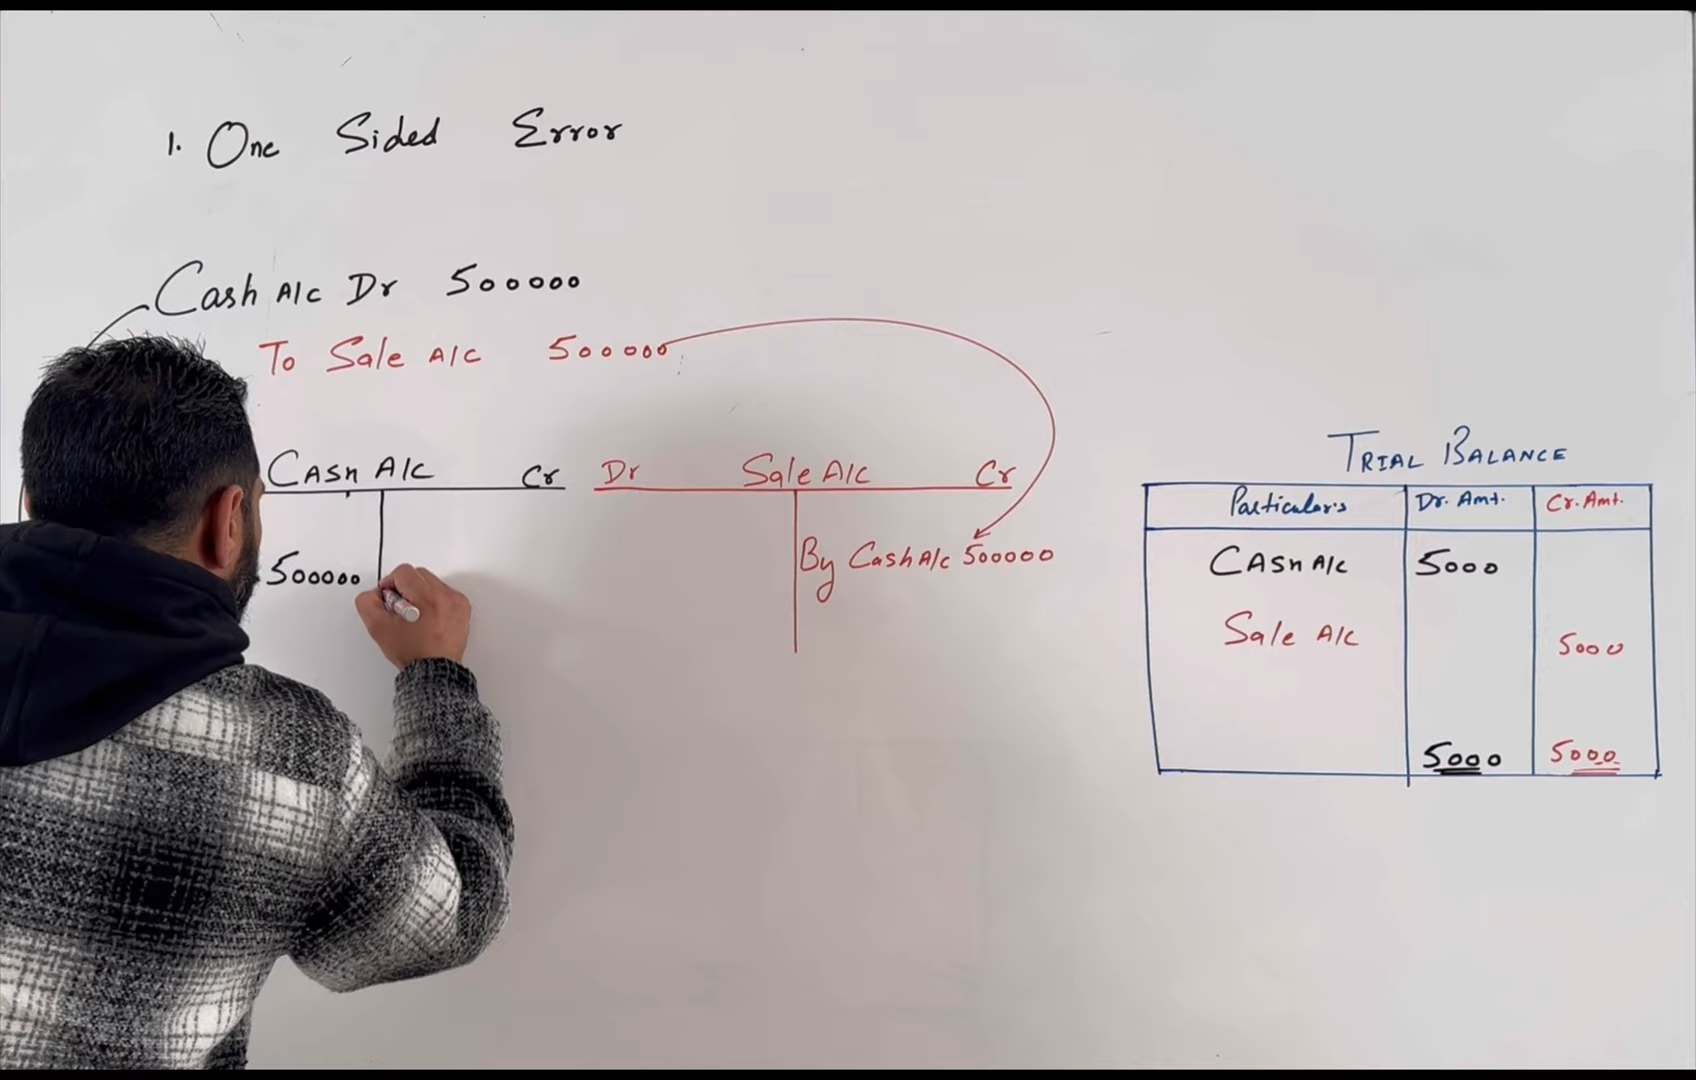 1. One Sided Error
Cash A/c Dr 500000
To Sale A/c 500000
Cash A/c Cr
500000
Dr Sale A/c Cr
By Cash A/c 500000
TRIAL BALANCE
Particulars Dr. Amt. Cr. Amt.
Cash A/c 5000
Sale A/c 5000
5000 5000